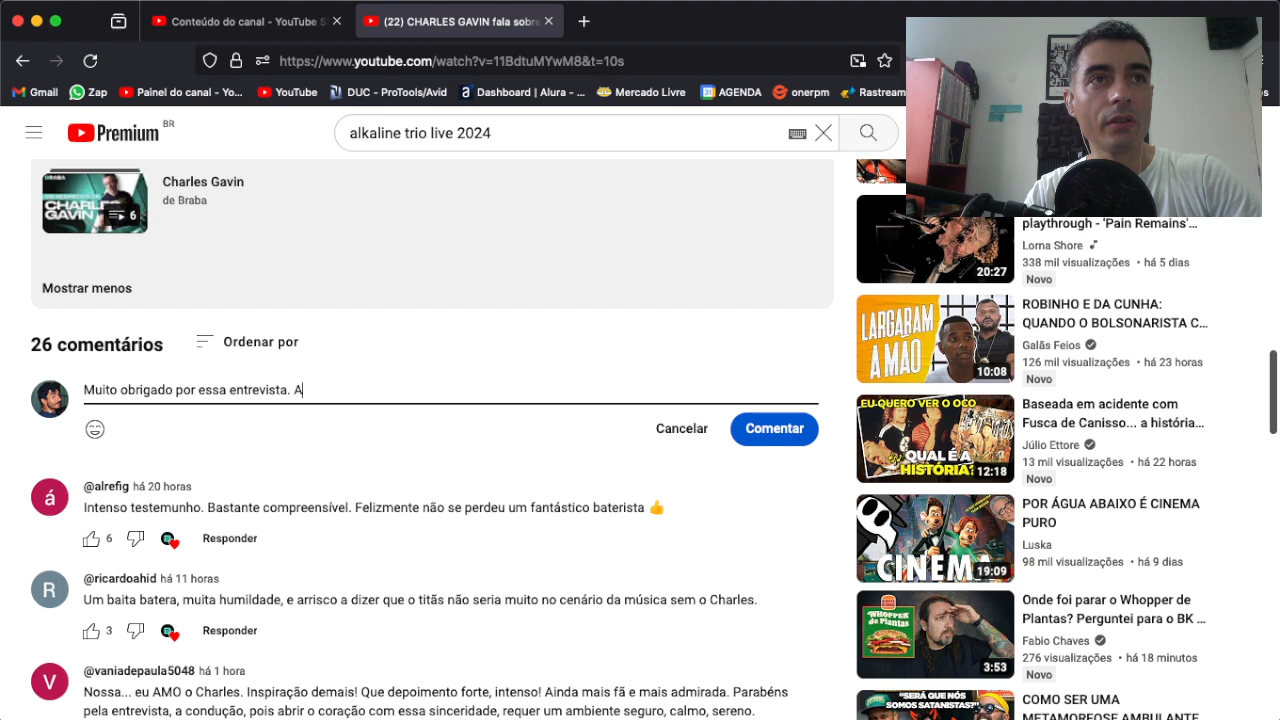 Conteúdo do canal - YouTube S
(22) CHARLES GAVIN fala sobre
https://www.youtube.com/watch?v=11BdtuMYwM8&t=10s
Gmail
Zap
Painel do canal - Yo...
YouTube
DUC - ProTools/Avid
Dashboard | Alura - ...
Mercado Livre
AGENDA
onerpm
Rastream
Premium BR
alkaline trio live 2024
BRABA
CHARLES
GAVIN
6
Charles Gavin
de Braba
Mostrar menos
26 comentários
Ordenar por
Muito obrigado por essa entrevista. A
Cancelar
Comentar
á
@alrefig há 20 horas
Intenso testemunho. Bastante compreensível. Felizmente não se perdeu um fantástico baterista 👍
6
Responder
R
@ricardoahid há 11 horas
Um baita batera, muita humildade, e arrisco a dizer que o titãs não seria muito no cenário da música sem o Charles.
3
Responder
V
@vaniadepaula5048 há 1 hora
Nossa... eu AMO o Charles. Inspiração demais! Que depoimento forte, intenso! Ainda mais fã e mais admirada. Parabéns
pela entrevista, a produção, pois abrir o coração com essa sinceridade, requer um ambiente seguro, calmo, sereno.
20:27
playthrough - 'Pain Remains'...
Lorna Shore
338 mil visualizações • há 5 dias
Novo
LARGARAM
A MÃO
10:08
ROBINHO E DA CUNHA:
QUANDO O BOLSONARISTA C...
Galãs Feios
126 mil visualizações • há 23 horas
Novo
EU QUERO VER O OCO
QUAL É A
HISTÓRIA?
12:18
Baseada em acidente com
Fusca de Canisso... a história...
Júlio Ettore
13 mil visualizações • há 22 horas
Novo
CINEMA
19:09
POR ÁGUA ABAIXO É CINEMA
PURO
Luska
98 mil visualizações • há 9 dias
WHOPPER
de PLANTAS
3:53
Onde foi parar o Whopper de
Plantas? Perguntei para o BK ...
Fabio Chaves
276 visualizações • há 18 minutos
Novo
"SERÁ QUE NÓS
SOMOS SATANISTAS?"
COMO SER UMA
METAMORFOSE AMBULANTE